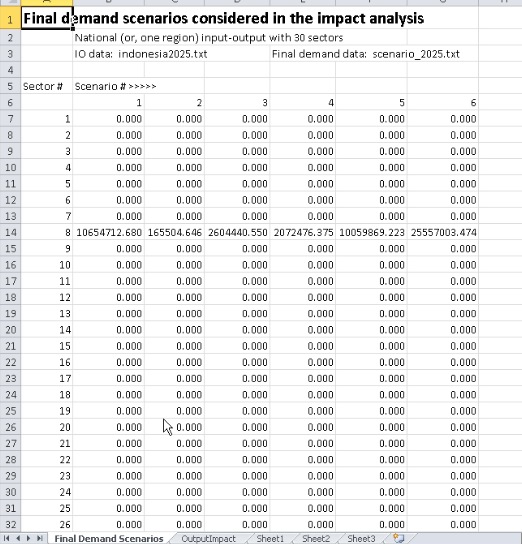 1 Final demand scenarios considered in the impact analysis
2 National (or, one region) input-output with 30 sectors
3 IO data: indonesia2025.txt Final demand data: scenario_2025.txt
4
5 Sector # Scenario # >>>>>
6 1 2 3 4 5 6
7 1 0.000 0.000 0.000 0.000 0.000 0.000
8 2 0.000 0.000 0.000 0.000 0.000 0.000
9 3 0.000 0.000 0.000 0.000 0.000 0.000
10 4 0.000 0.000 0.000 0.000 0.000 0.000
11 5 0.000 0.000 0.000 0.000 0.000 0.000
12 6 0.000 0.000 0.000 0.000 0.000 0.000
13 7 0.000 0.000 0.000 0.000 0.000 0.000
14 8 10654712.680 165504.646 2604440.550 2072476.375 10059869.223 25557003.474
15 9 0.000 0.000 0.000 0.000 0.000 0.000
16 10 0.000 0.000 0.000 0.000 0.000 0.000
20 11 0.000 0.000 0.000 0.000 0.000 0.000
18 12 0.000 0.000 0.000 0.000 0.000 0.000
19 13 0.000 0.000 0.000 0.000 0.000 0.000
20 14 0.000 0.000 0.000 0.000 0.000 0.000
21 15 0.000 0.000 0.000 0.000 0.000 0.000
22 16 0.000 0.000 0.000 0.000 0.000 0.000
23 17 0.000 0.000 0.000 0.000 0.000 0.000
24 18 0.000 0.000 0.000 0.000 0.000 0.000
25 19 0.000 0.000 0.000 0.000 0.000 0.000
26 20 0.000 0.000 0.000 0.000 0.000 0.000
27 21 0.000 0.000 0.000 0.000 0.000 0.000
28 22 0.000 0.000 0.000 0.000 0.000 0.000
29 23 0.000 0.000 0.000 0.000 0.000 0.000
30 24 0.000 0.000 0.000 0.000 0.000 0.000
31 25 0.000 0.000 0.000 0.000 0.000 0.000
32 26 0.000 0.000 0.000 0.000 0.000 0.000
Final Demand Scenarios OutputImpact Sheet1 Sheet2 Sheet3